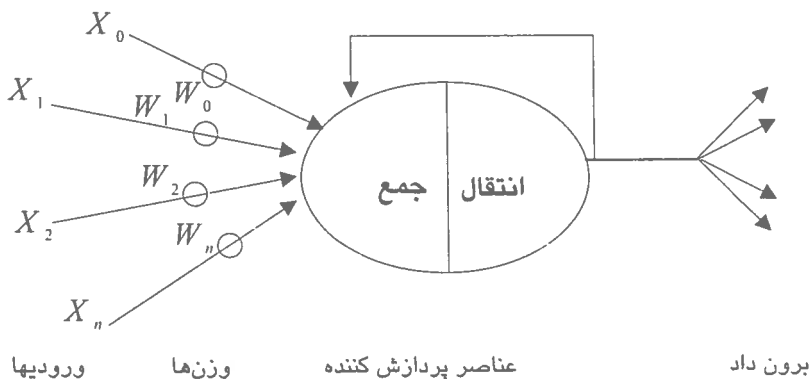 X₀
W₀
X₁
W₁
W₂
جمع
انتقال
X₂
Wₙ
Xₙ
ورودیها
وزن‌ها
عناصر پردازش کننده
برون داد